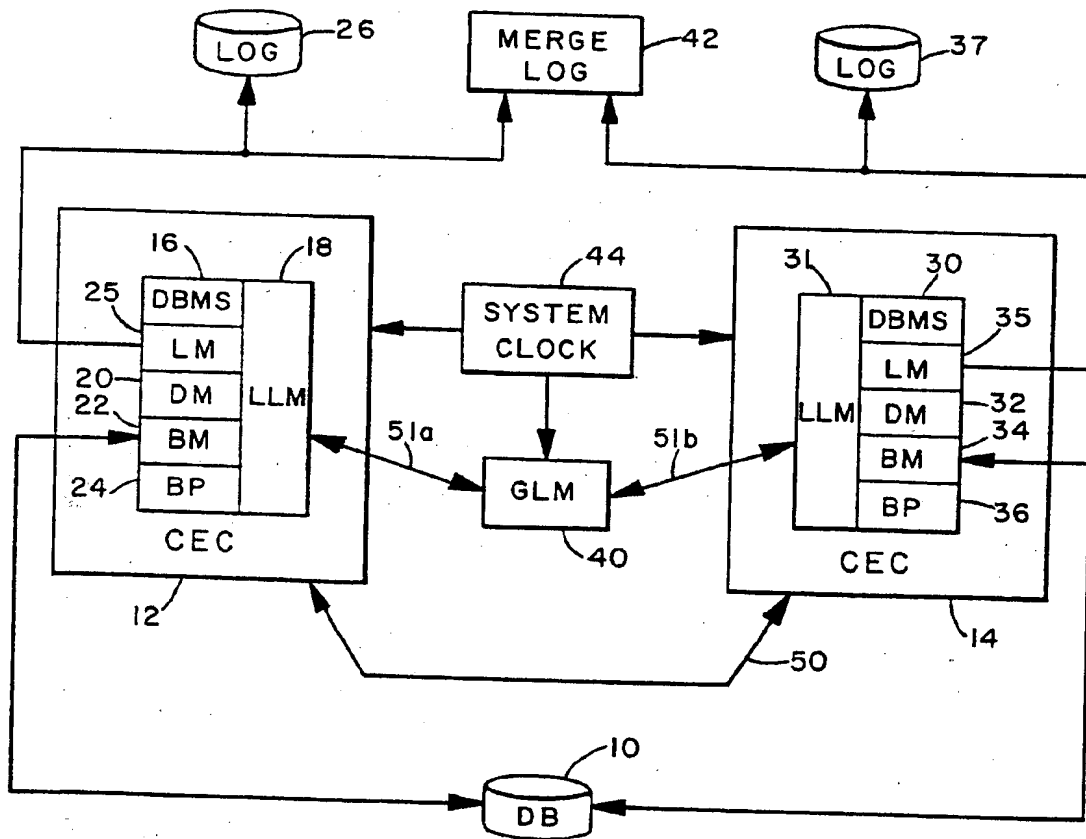 26
LOG
MERGE
LOG
42
37
LOG
16
18
44
31
30
25
DBMS
LM
20
DM
22
BM
24
BP
LLM
SYSTEM
CLOCK
DBMS
35
LM
LLM
DM
32
34
BM
BP
36
51a
51b
GLM
40
CEC
CEC
12
14
50
10
DB